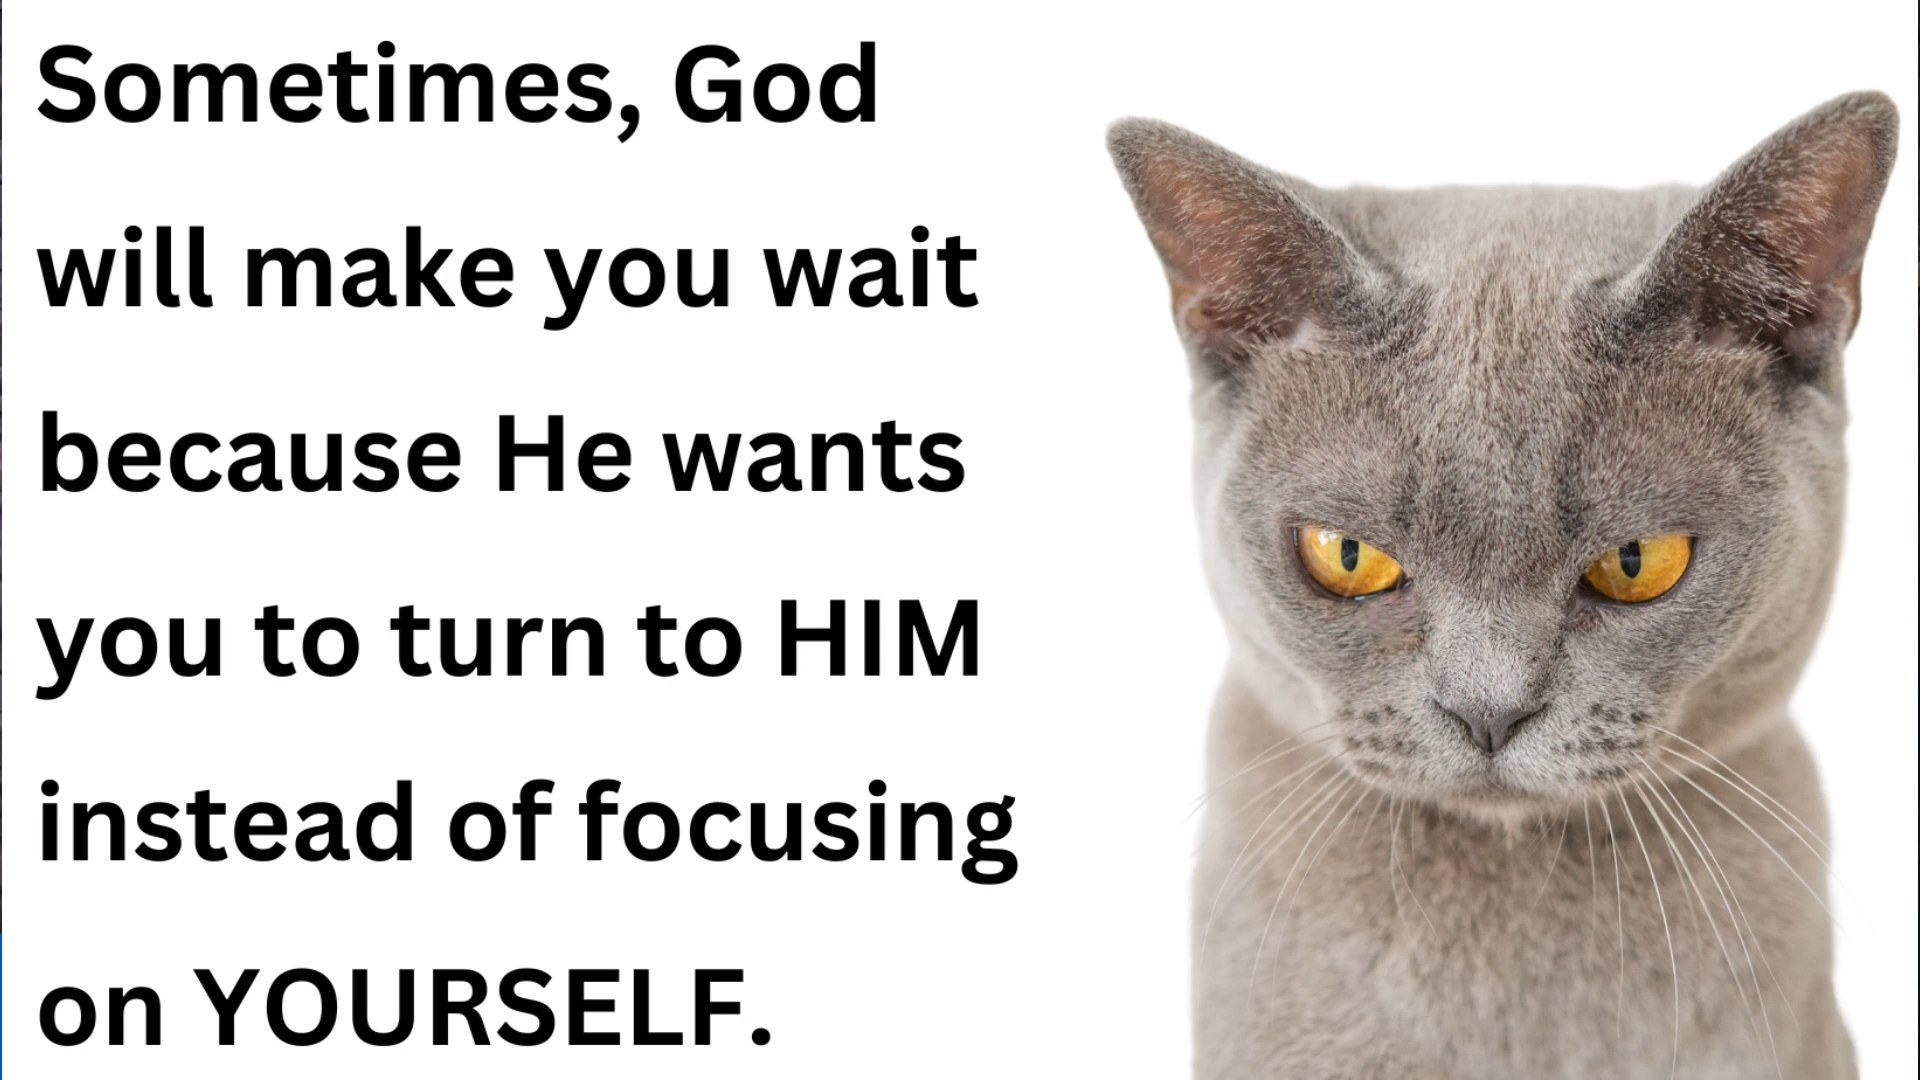 Sometimes, God
will make you wait
because He wants
you to turn to HIM
instead of focusing
on YOURSELF.